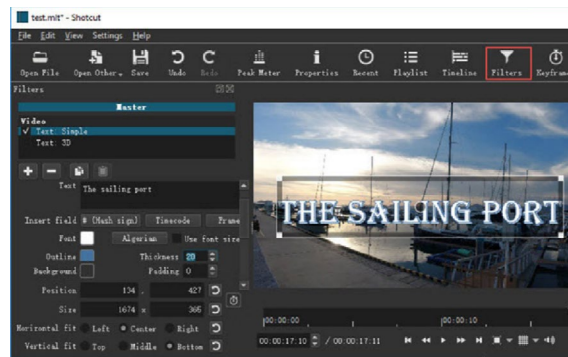 test.mlt* - Shotcut
File Edit View Settings Help
Open File Open Other Save Undo Redo Peak Meter Properties Recent Playlist Timeline Filters Keyframe
Filters
Master
Video
Text: Simple
Text: 3D
Text The sailing port
Insert field # (Hash sign) Timecode Frame
Font Algerian Use font size
Outline Thickness 20
Background Padding 0
Position 134 , 427
Size 1674 x 365
Horizontal fit Left Center Right
Vertical fit Top Middle Bottom
THE SAILING PORT
00:00:00 00:00:10
00:00:17:10 / 00:00:17:11